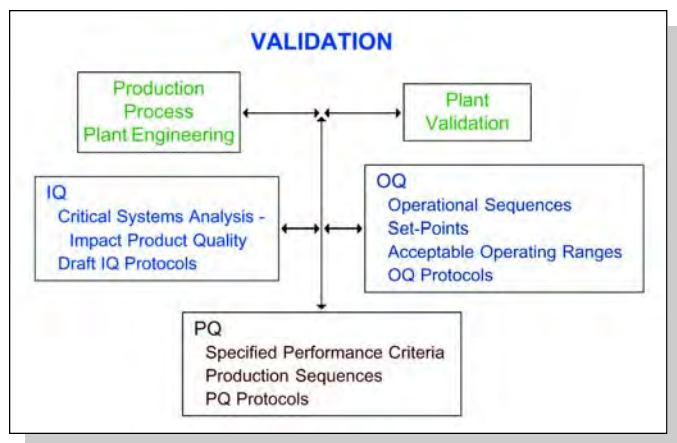 VALIDATION
Production
Process
Plant Engineering
Plant
Validation
IQ
Critical Systems Analysis -
Impact Product Quality
Draft IQ Protocols
OQ
Operational Sequences
Set-Points
Acceptable Operating Ranges
OQ Protocols
PQ
Specified Performance Criteria
Production Sequences
PQ Protocols